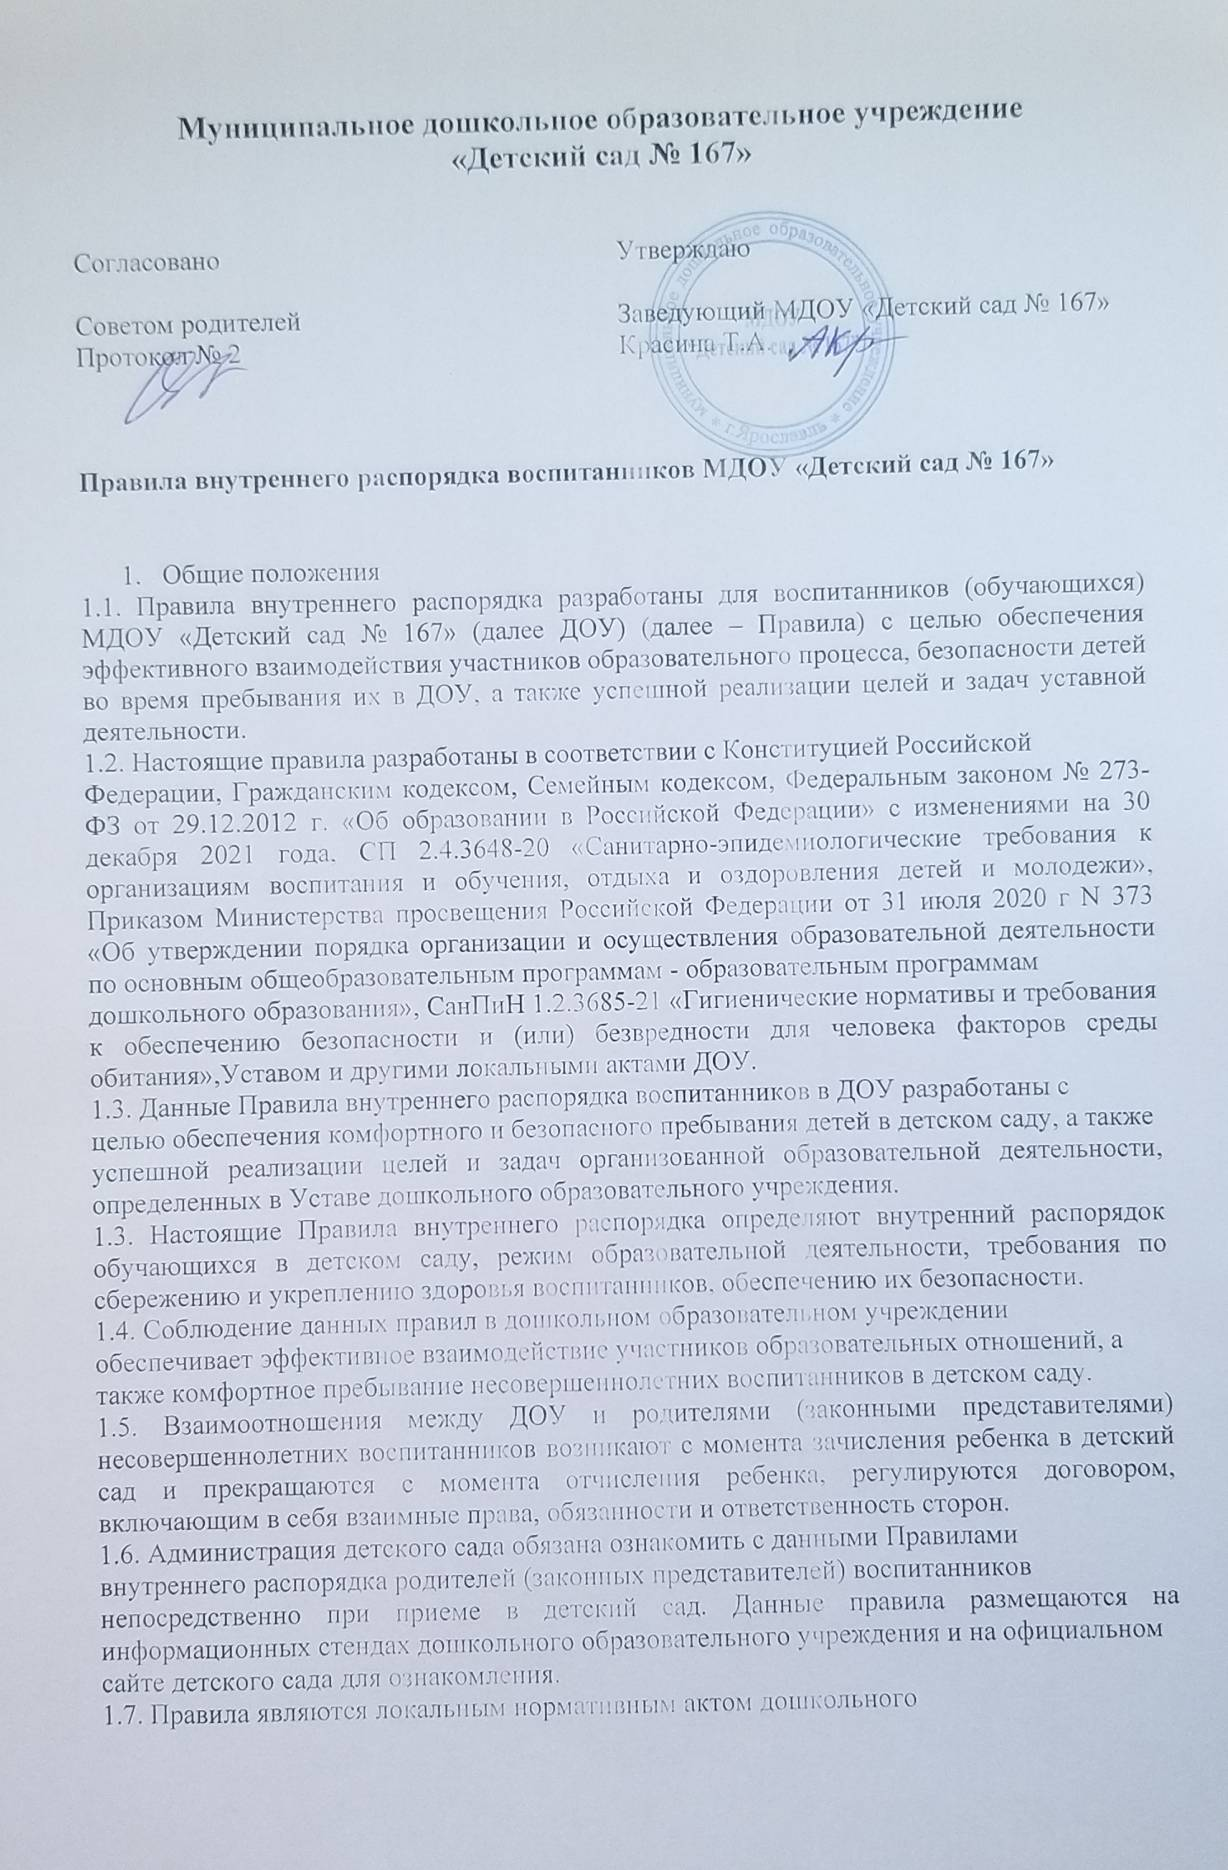 Муниципальное дошкольное образовательное учреждение
«Детский сад № 167»
Согласовано
Утверждаю
Советом родителей
Протокол № 2
Заведующий МДОУ «Детский сад № 167»
Красина Т.А.
МДОУ
Детский сад
муниципальное дошкольное образовательное учреждение * г.Ярославль *
Правила внутреннего распорядка воспитанников МДОУ «Детский сад № 167»
1. Общие положения
1.1. Правила внутреннего распорядка разработаны для воспитанников (обучающихся)
МДОУ «Детский сад № 167» (далее ДОУ) (далее – Правила) с целью обеспечения
эффективного взаимодействия участников образовательного процесса, безопасности детей
во время пребывания их в ДОУ, а также успешной реализации целей и задач уставной
деятельности.
1.2. Настоящие правила разработаны в соответствии с Конституцией Российской
Федерации, Гражданским кодексом, Семейным кодексом, Федеральным законом № 273-
ФЗ от 29.12.2012 г. «Об образовании в Российской Федерации» с изменениями на 30
декабря 2021 года. СП 2.4.3648-20 «Санитарно-эпидемиологические требования к
организациям воспитания и обучения, отдыха и оздоровления детей и молодежи»,
Приказом Министерства просвещения Российской Федерации от 31 июля 2020 г N 373
«Об утверждении порядка организации и осуществления образовательной деятельности
по основным общеобразовательным программам - образовательным программам
дошкольного образования», СанПиН 1.2.3685-21 «Гигиенические нормативы и требования
к обеспечению безопасности и (или) безвредности для человека факторов среды
обитания»,Уставом и другими локальными актами ДОУ.
1.3. Данные Правила внутреннего распорядка воспитанников в ДОУ разработаны с
целью обеспечения комфортного и безопасного пребывания детей в детском саду, а также
успешной реализации целей и задач организованной образовательной деятельности,
определенных в Уставе дошкольного образовательного учреждения.
1.3. Настоящие Правила внутреннего распорядка определяют внутренний распорядок
обучающихся в детском саду, режим образовательной деятельности, требования по
сбережению и укреплению здоровья воспитанников, обеспечению их безопасности.
1.4. Соблюдение данных правил в дошкольном образовательном учреждении
обеспечивает эффективное взаимодействие участников образовательных отношений, а
также комфортное пребывание несовершеннолетних воспитанников в детском саду.
1.5. Взаимоотношения между ДОУ и родителями (законными представителями)
несовершеннолетних воспитанников возникают с момента зачисления ребенка в детский
сад и прекращаются с момента отчисления ребенка, регулируются договором,
включающим в себя взаимные права, обязанности и ответственность сторон.
1.6. Администрация детского сада обязана ознакомить с данными Правилами
внутреннего распорядка родителей (законных представителей) воспитанников
непосредственно при приеме в детский сад. Данные правила размещаются на
информационных стендах дошкольного образовательного учреждения и на официальном
сайте детского сада для ознакомления.
1.7. Правила являются локальным нормативным актом дошкольного